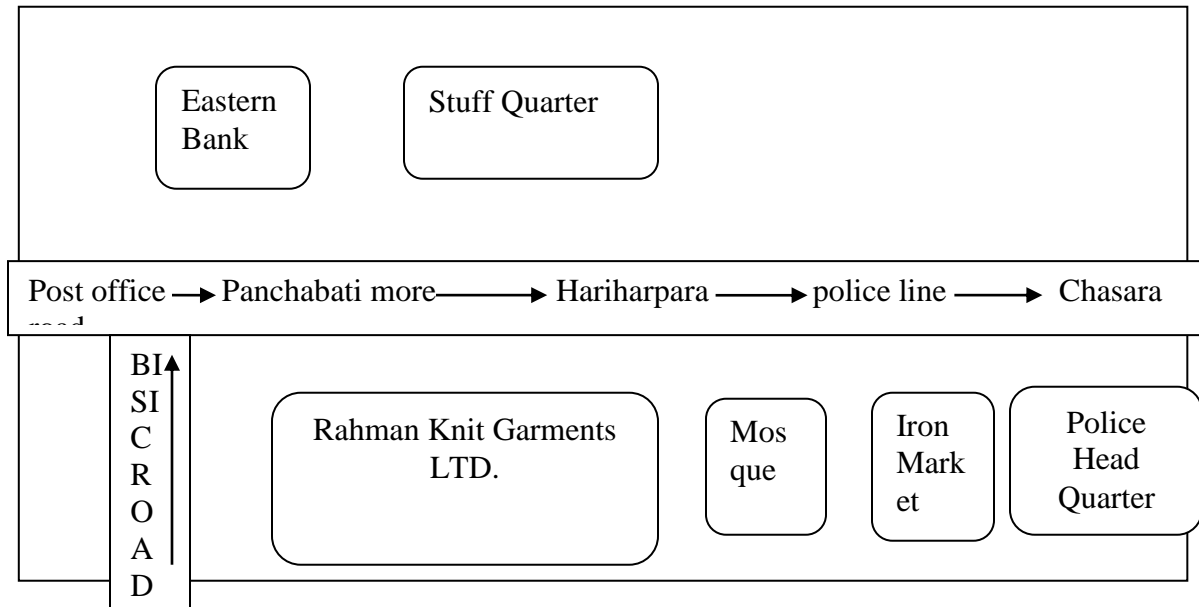 Eastern
Bank
Stuff Quarter
Post office
Panchabati more
Hariharpara
police line
Chasara
BI
SI
C
R
O
A
D
Rahman Knit Garments
LTD.
Mos
que
Iron
Mark
et
Police
Head
Quarter